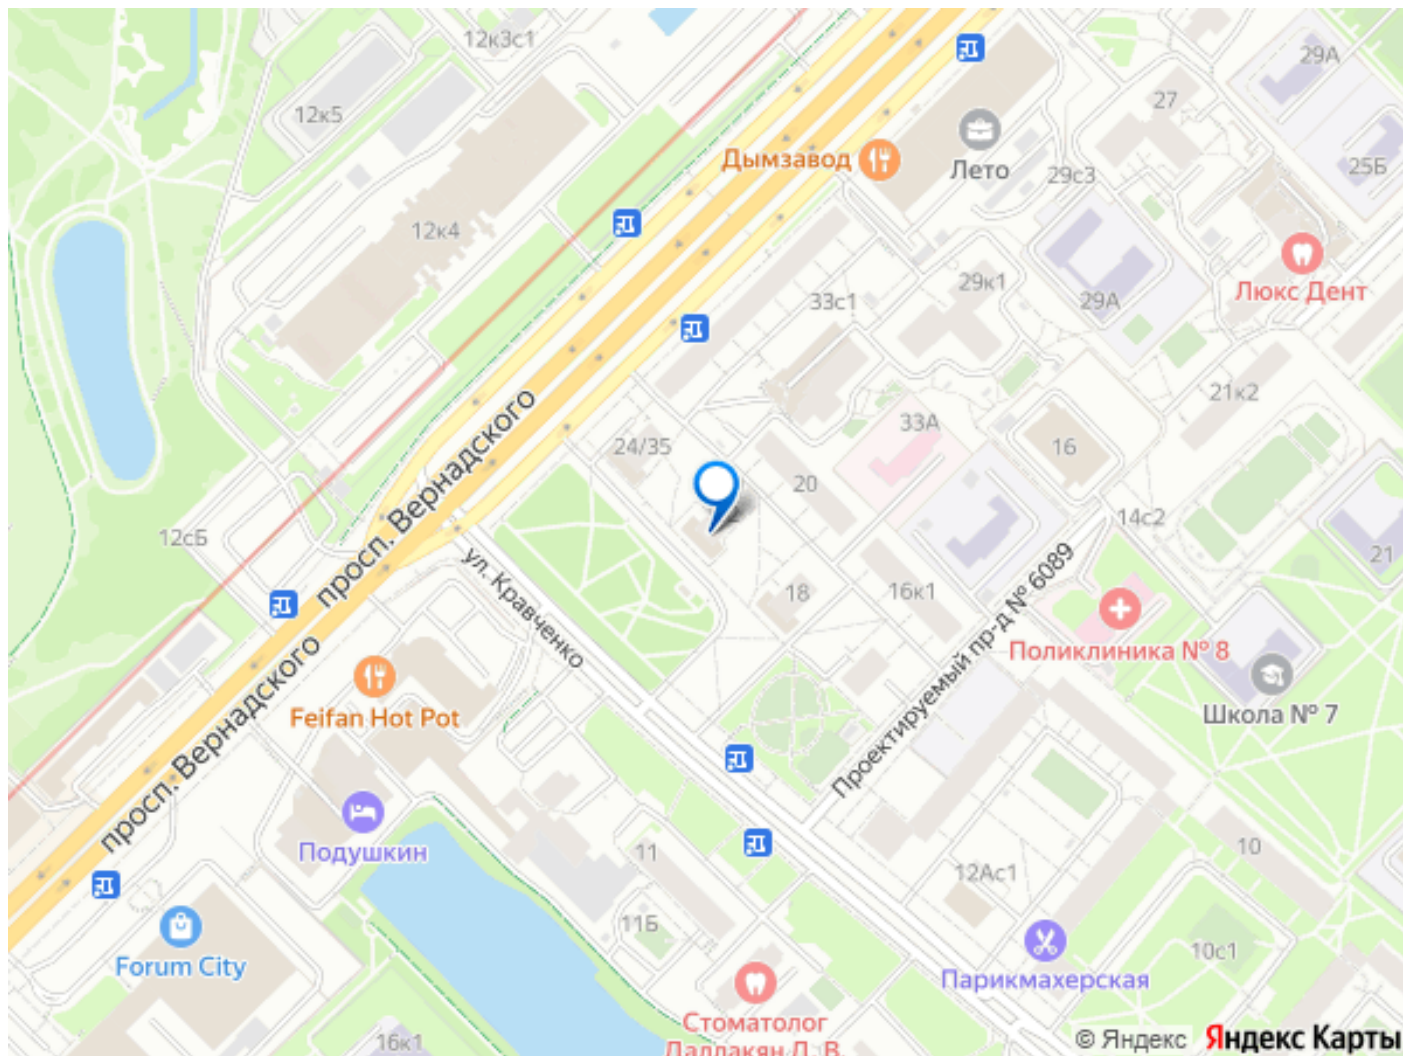 12к3с1
29А
12к5
27
Дымзавод
Лето
29с3
25Б
12к4
29к1
Люкс Дент
33с1
29А
21к2
просп. Вернадского
33А
24/35
16
20
14с2
12сБ
21
ул. Кравченко
18
16к1
Проектируемый пр-д № 6089
Поликлиника № 8
просп. Вернадского
Feifan Hot Pot
Школа № 7
Подушкин
11
10
12Ас1
11Б
Forum City
10с1
Парикмахерская
Стоматолог
Даллакян Л. В.
16к1
© Яндекс Яндекс Карты